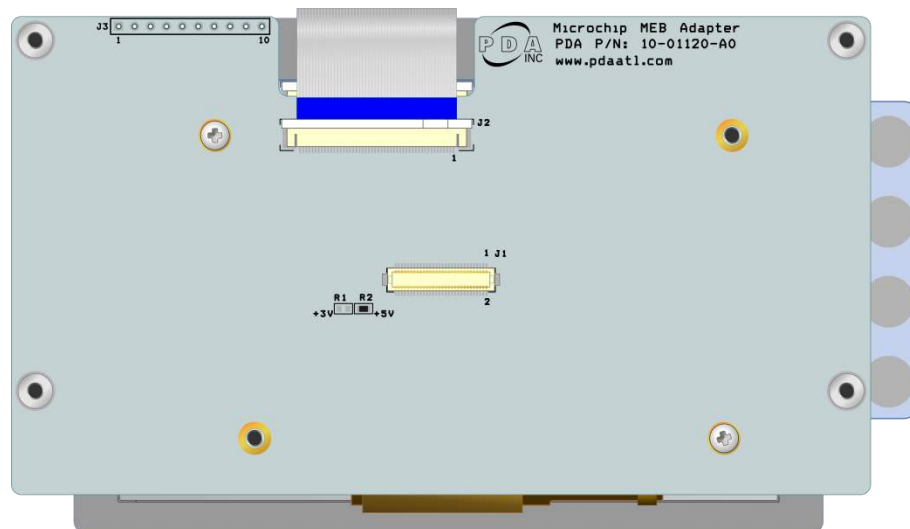 J3
1 10
PDA
INC
Microchip MEB Adapter
PDA P/N: 10-01120-A0
www.pdaatl.com
J2
1
1 J1
2
R1 R2
+3V +5V